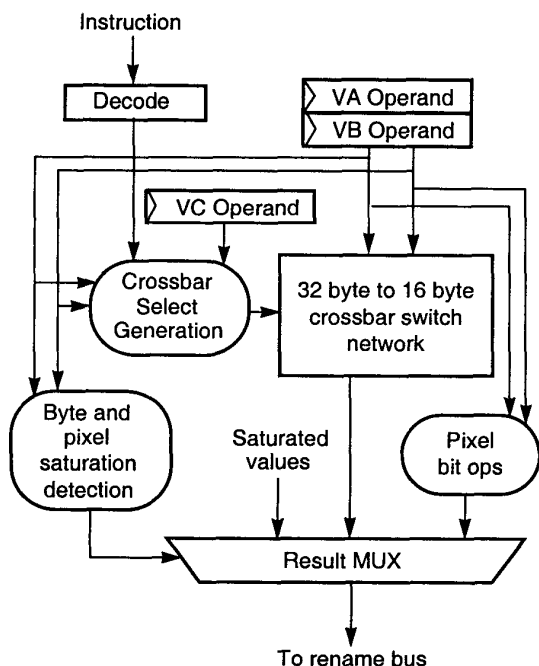 Instruction
Decode
VA Operand
VB Operand
VC Operand
Crossbar
Select
Generation
32 byte to 16 byte
crossbar switch
network
Byte and
pixel
saturation
detection
Saturated
values
Pixel
bit ops
Result MUX
To rename bus